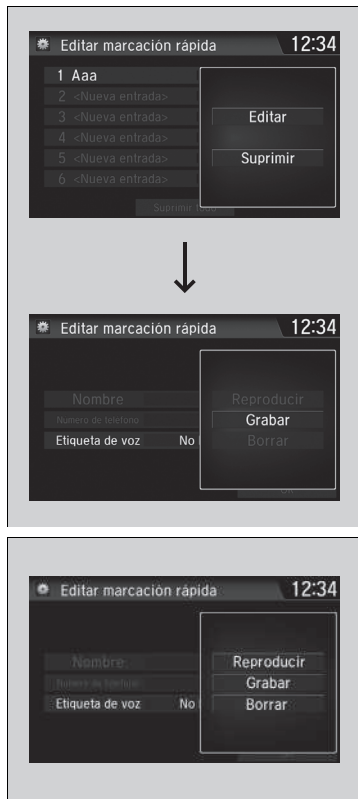 Editar marcación rápida 12:34
1 Aaa
2 <Nueva entrada>
3 <Nueva entrada>
4 <Nueva entrada>
5 <Nueva entrada>
6 <Nueva entrada>
Editar
Suprimir
Suprimir todo
Editar marcación rápida 12:34
Nombre
Número de teléfono
Etiqueta de voz No
Reproducir
Grabar
Borrar
OK
Editar marcación rápida 12:34
Nombre
Número de teléfono
Etiqueta de voz No
Reproducir
Grabar
Borrar